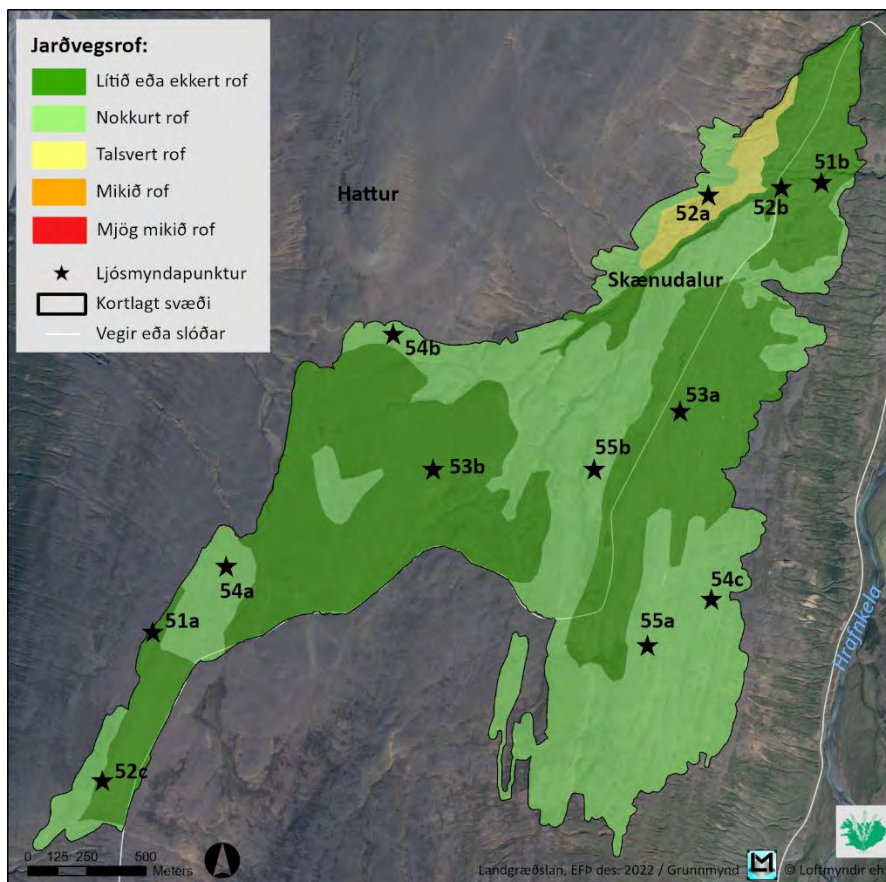 Jarðvegsrof:
Lítið eða ekkert rof
Nokkurt rof
Talsvert rof
Mikið rof
Mjög mikið rof
Ljósmyndapunktur
Kortlagt svæði
Vegir eða slóðar
Hattur
52a
52b
51b
Skænudalur
54b
53a
53b
55b
54a
54c
51a
55a
Hrafnkela
52c
0 125 250 500
Meters
Landgræðslan, EFÞ des. 2022 / Grunnmynd LM © Loftmyndir eh